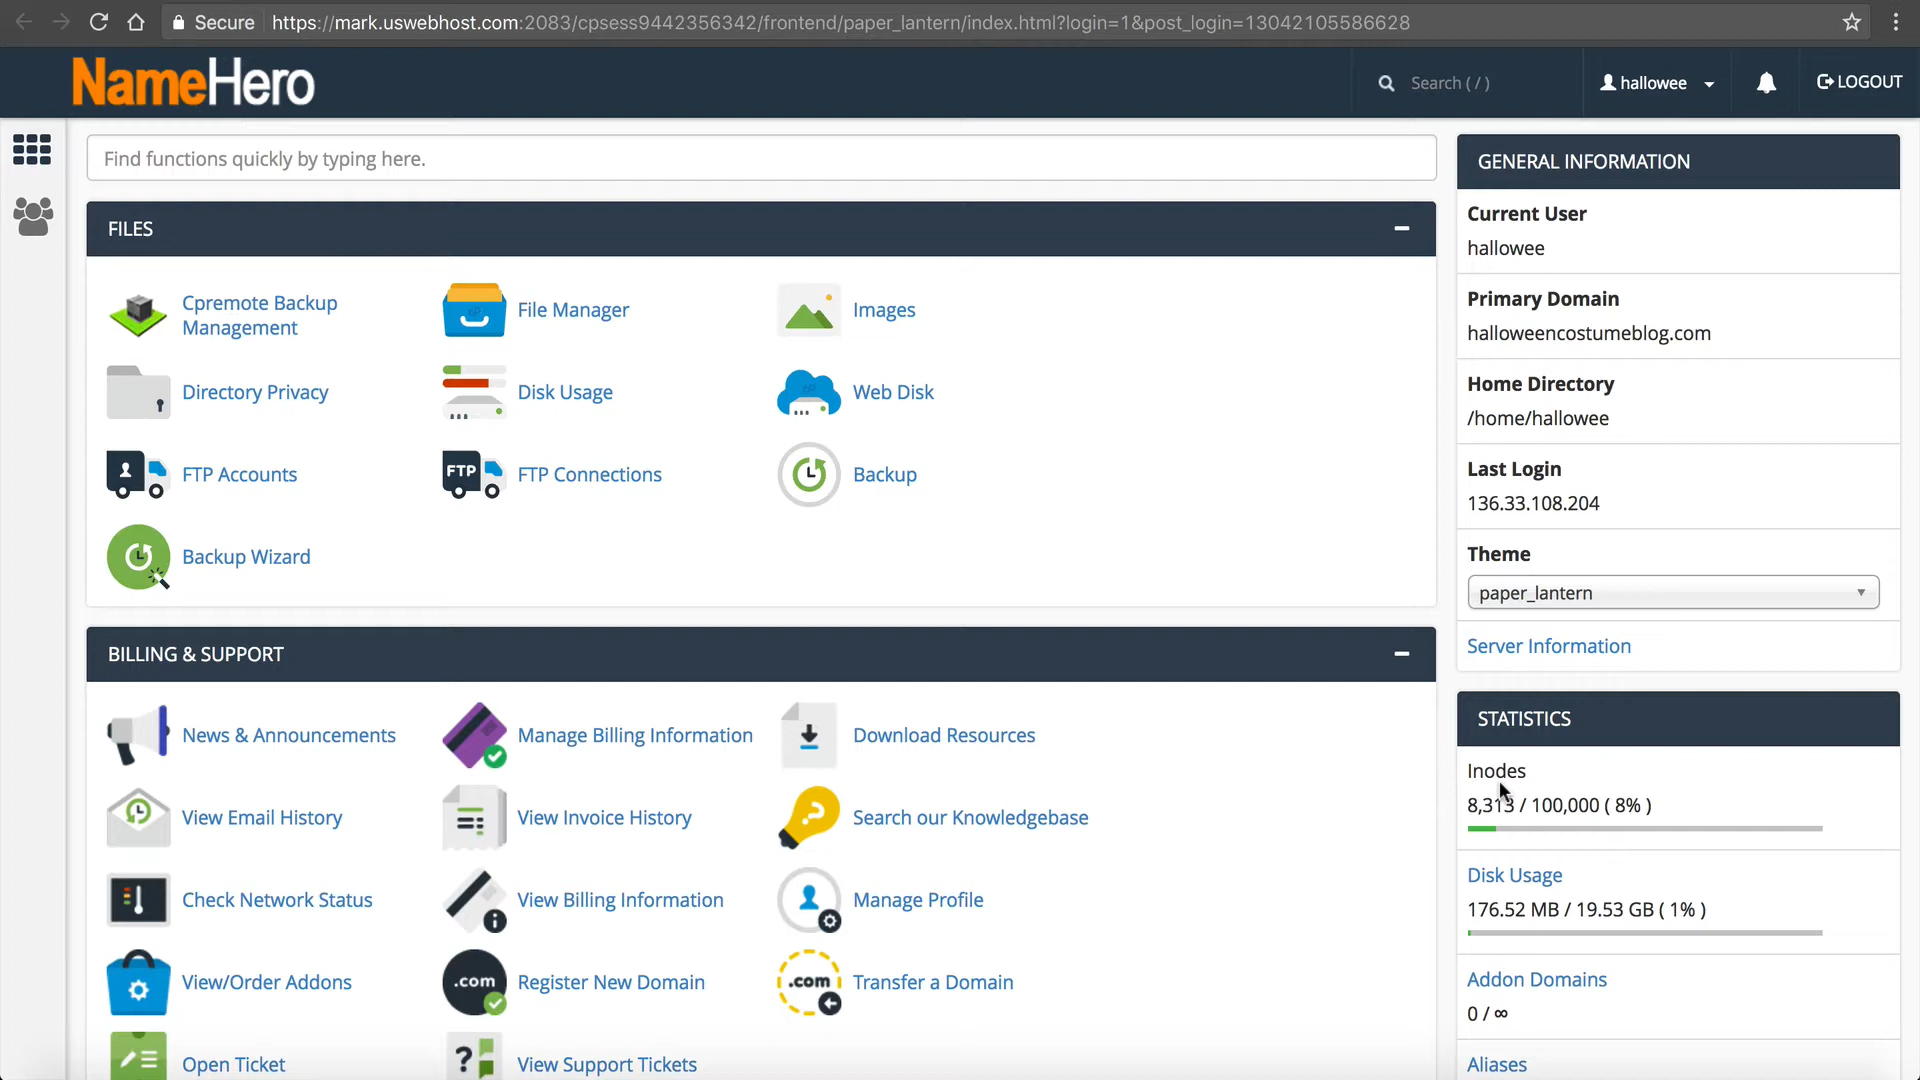 Secure https://mark.uswebhost.com:2083/cpsess9442356342/frontend/paper_lantern/index.html?login=1&post_login=13042105586628
NameHero
Search ( / )
hallowee
LOGOUT
Find functions quickly by typing here.
FILES
Cpremote Backup
Management
File Manager
Images
Directory Privacy
Disk Usage
Web Disk
FTP Accounts
FTP
FTP Connections
Backup
Backup Wizard
BILLING & SUPPORT
News & Announcements
Manage Billing Information
Download Resources
View Email History
View Invoice History
Search our Knowledgebase
Check Network Status
View Billing Information
Manage Profile
View/Order Addons
.com
Register New Domain
.com
Transfer a Domain
Open Ticket
View Support Tickets
GENERAL INFORMATION
Current User
hallowee
Primary Domain
halloweencostumeblog.com
Home Directory
/home/hallowee
Last Login
136.33.108.204
Theme
paper_lantern
Server Information
STATISTICS
Inodes
8,313 / 100,000 ( 8% )
Disk Usage
176.52 MB / 19.53 GB ( 1% )
Addon Domains
0 / ∞
Aliases